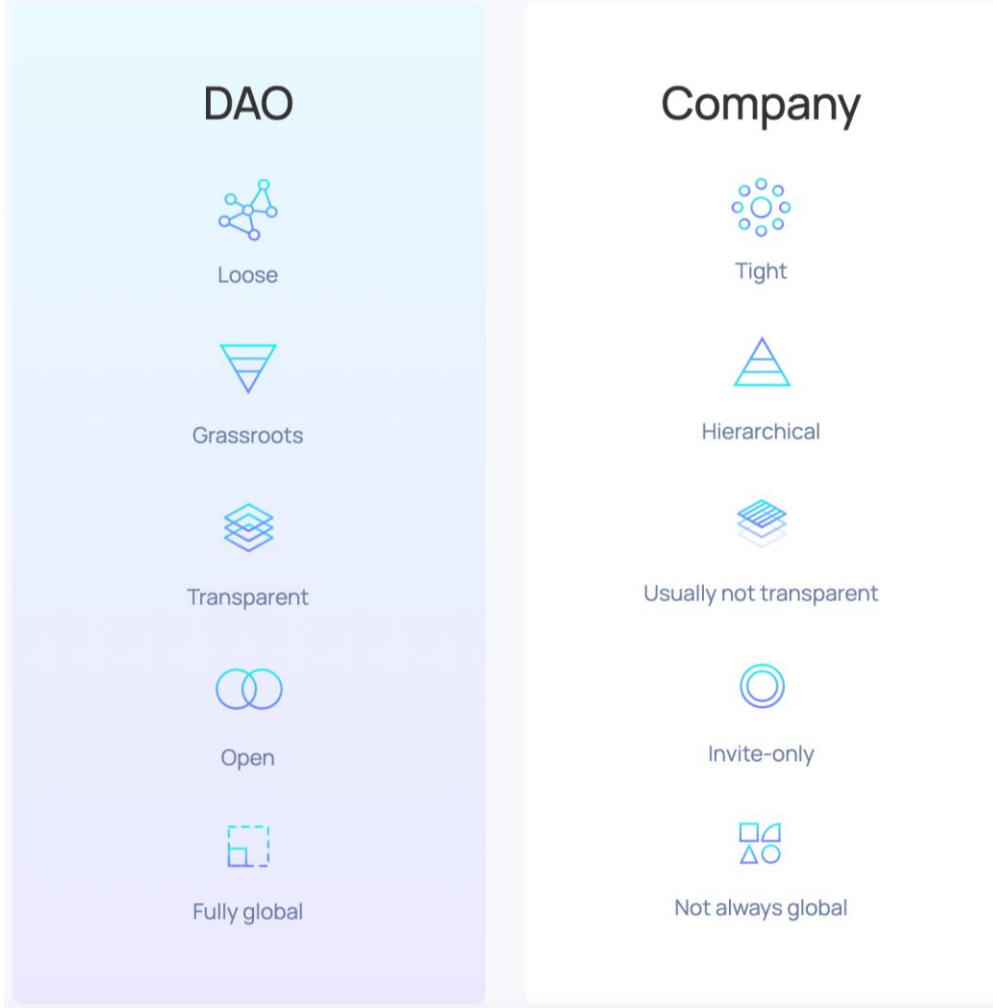 DAO
Loose
Grassroots
Transparent
Open
Fully global
Company
Tight
Hierarchical
Usually not transparent
Invite-only
Not always global